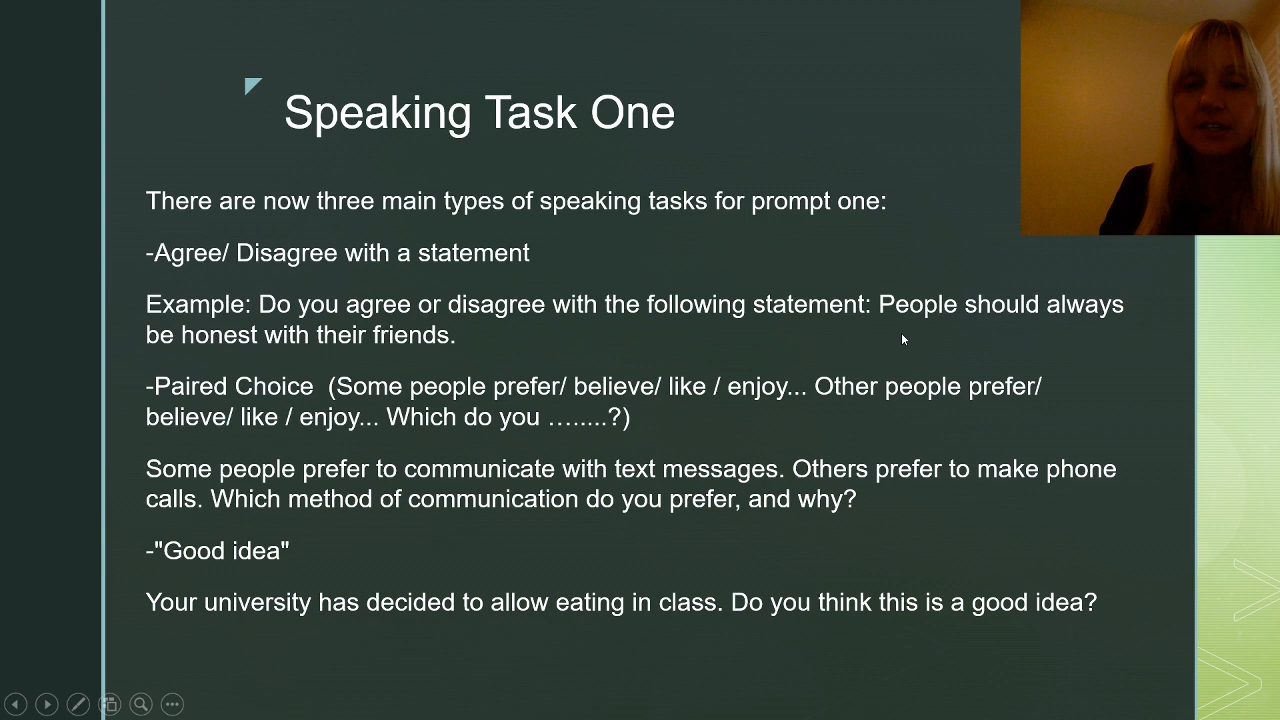 Speaking Task One
There are now three main types of speaking tasks for prompt one:
-Agree/ Disagree with a statement
Example: Do you agree or disagree with the following statement: People should always
be honest with their friends.
-Paired Choice  (Some people prefer/ believe/ like / enjoy... Other people prefer/
believe/ like / enjoy... Which do you ….....?)
Some people prefer to communicate with text messages. Others prefer to make phone
calls. Which method of communication do you prefer, and why?
-"Good idea"
Your university has decided to allow eating in class. Do you think this is a good idea?